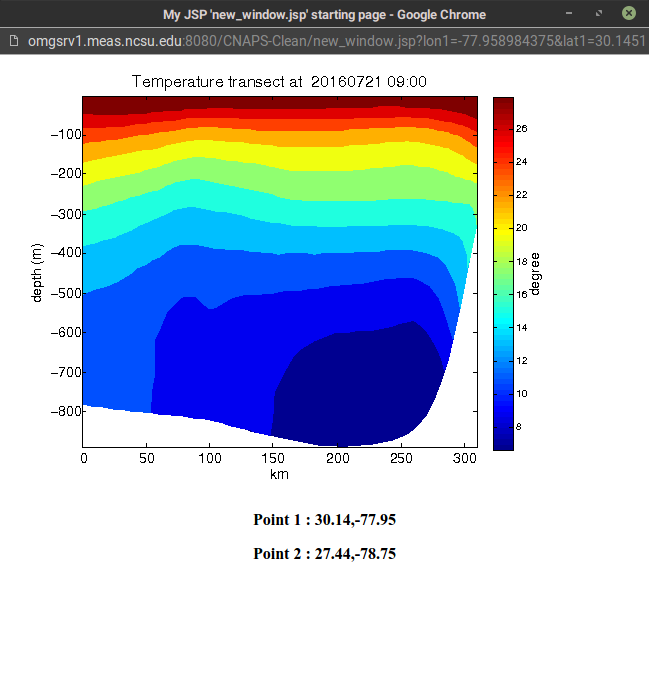 My JSP 'new_window.jsp' starting page - Google Chrome
omgsrv1.meas.ncsu.edu:8080/CNAPS-Clean/new_window.jsp?lon1=-77.958984375&lat1=30.1451
Temperature transect at  20160721 09:00
−100
−200
−300
−400
−500
−600
−700
−800
depth (m)
0 50 100 150 200 250 300
km
26
24
22
20
18
16
14
12
10
8
degree
Point 1 : 30.14,-77.95
Point 2 : 27.44,-78.75